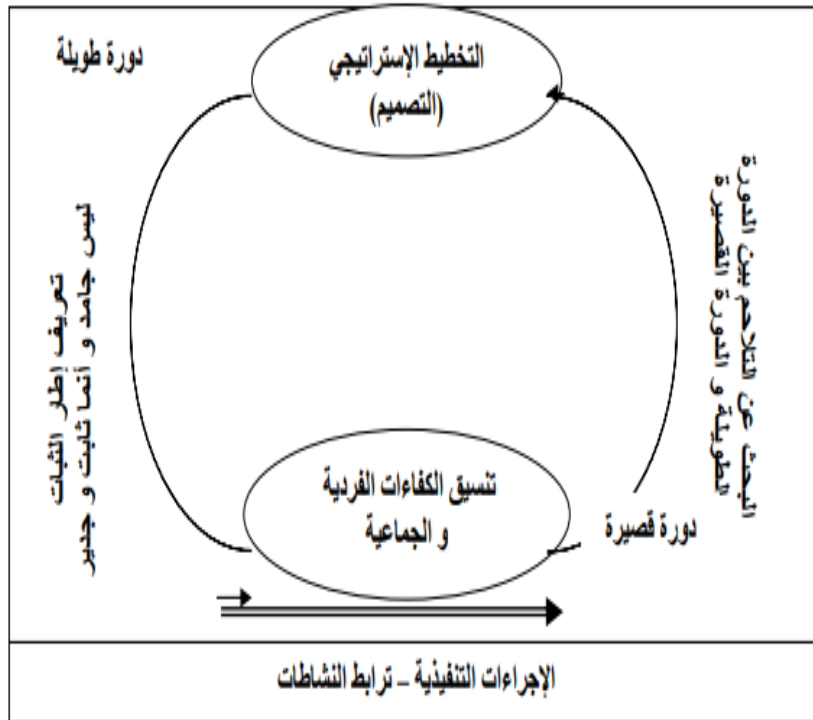 دورة طويلة
التخطيط الإستراتيجي
(التصميم)
البحث عن التلاحم بين الدورة
الطويلة و الدورة القصيرة
تعريف إطار الثبات
ليس جامد و أنما ثابت و جدير
تنسيق الكفاءات الفردية
و الجماعية
دورة قصيرة
الإجراءات التنفيذية – ترابط النشاطات